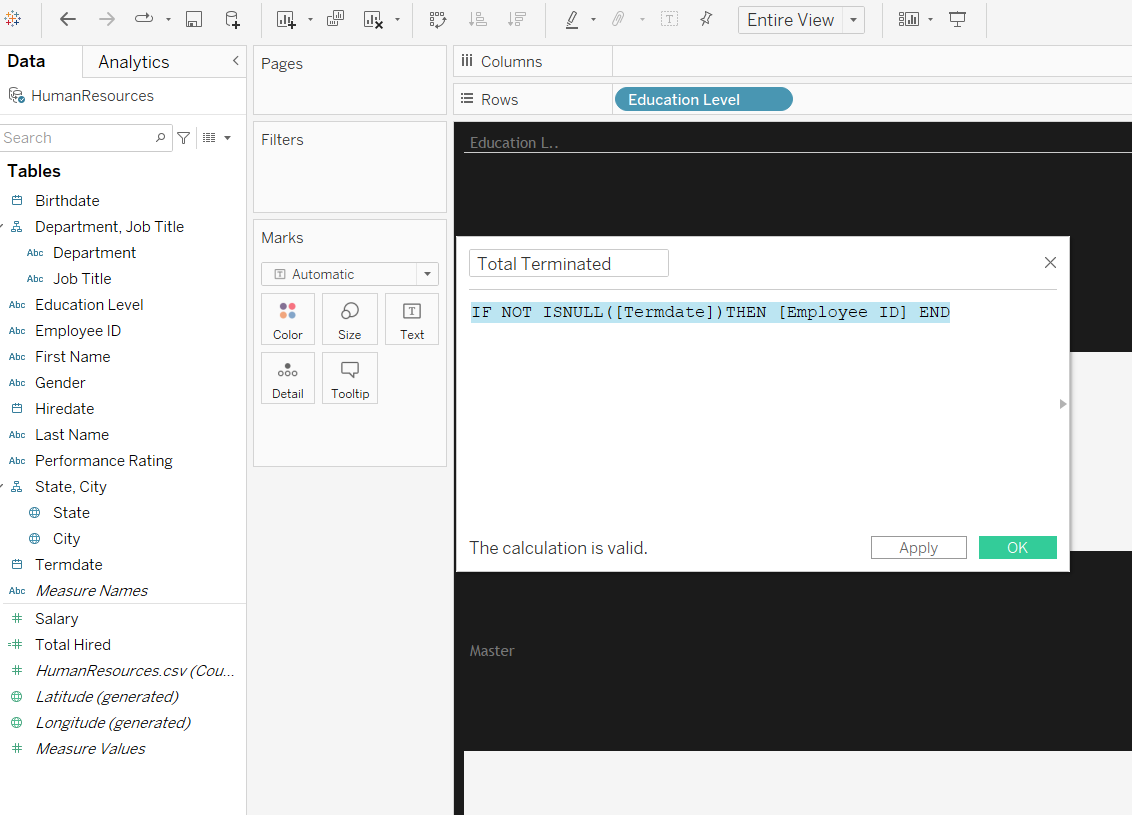 Entire View
Data
Analytics
HumanResources
Search
Tables
Birthdate
Department, Job Title
Abc Department
Abc Job Title
Abc Education Level
Abc Employee ID
Abc First Name
Abc Gender
Hiredate
Abc Last Name
Abc Performance Rating
State, City
State
City
Termdate
Abc Measure Names
Salary
Total Hired
HumanResources.csv (Cou...
Latitude (generated)
Longitude (generated)
Measure Values
Pages
Filters
Marks
T Automatic
Color
Size
T
Text
Detail
Tooltip
Columns
Rows
Education Level
Education L..
Total Terminated
IF NOT ISNULL([Termdate])THEN [Employee ID] END
The calculation is valid.
Apply
OK
Master